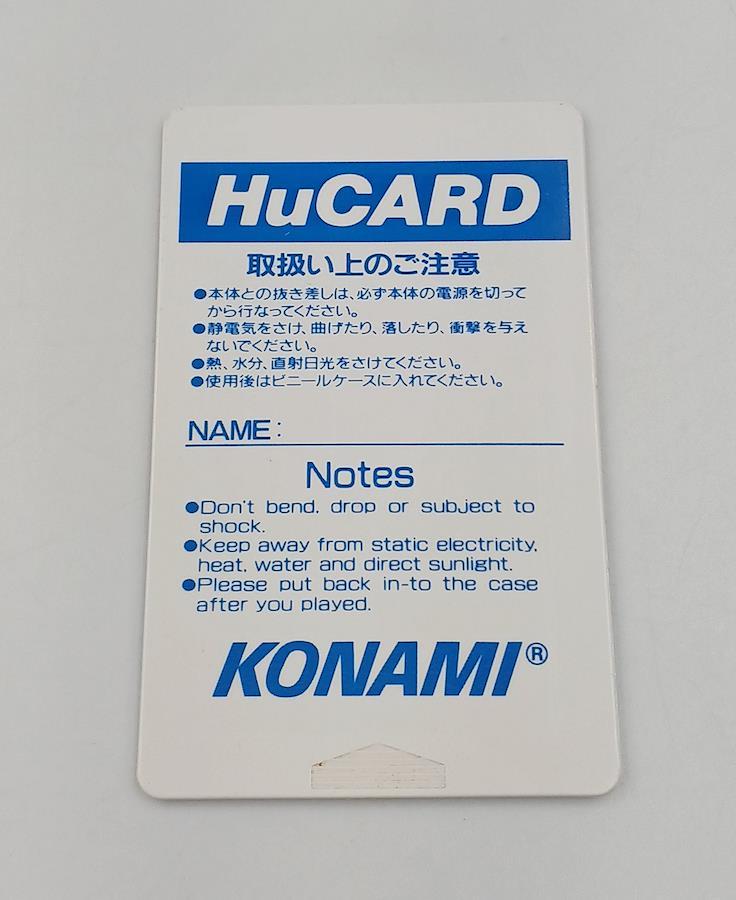 HuCARD
取扱い上のご注意
●本体との抜き差しは、必ず本体の電源を切って
から行なってください。
●静電気をさけ、曲げたり、落したり、衝撃を与え
ないでください。
●熱、水分、直射日光をさけてください。
●使用後はビニールケースに入れてください。
NAME:
Notes
●Don't bend, drop or subject to
shock.
●Keep away from static electricity,
heat, water and direct sunlight.
●Please put back in-to the case
after you played.
KONAMI®